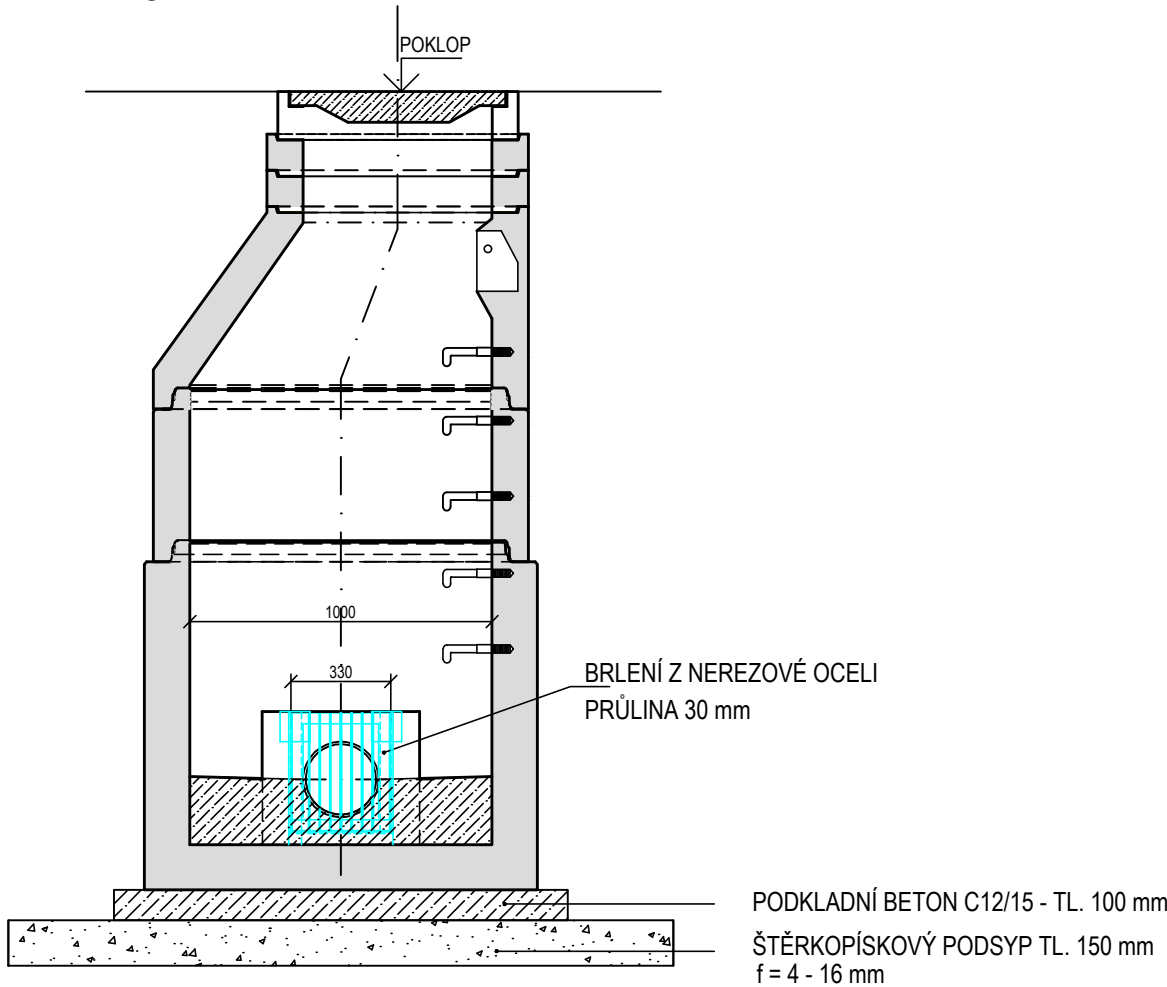 POKLOP
1000
330
BRLENÍ Z NEREZOVÉ OCELI
PRŮLINA 30 mm
PODKLADNÍ BETON C12/15 - TL. 100 mm
ŠTĚRKOPÍSKOVÝ PODSYP TL. 150 mm
f = 4 - 16 mm